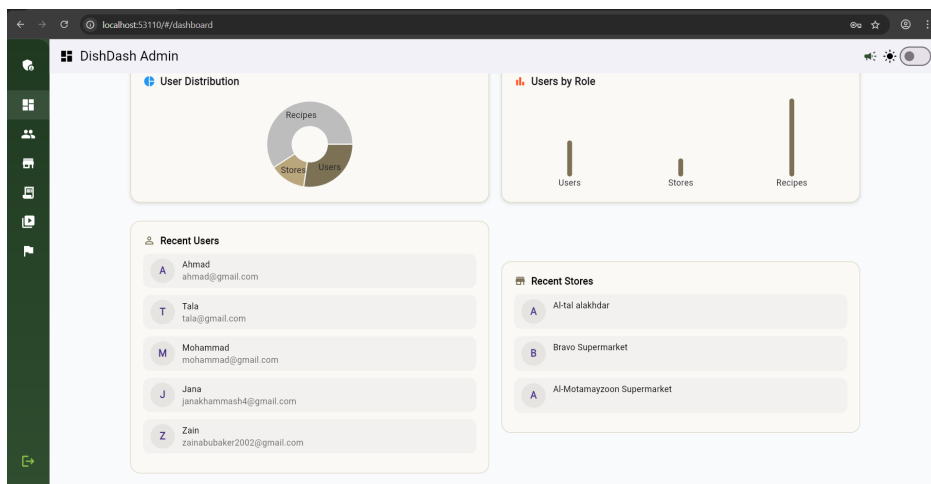 localhost:53110/#/dashboard
DishDash Admin
User Distribution
Recipes
Stores
Users
Users by Role
Users
Stores
Recipes
Recent Users
A
Ahmad
ahmad@gmail.com
T
Tala
tala@gmail.com
M
Mohammad
mohammad@gmail.com
J
Jana
janakhammash4@gmail.com
Z
Zain
zainabubaker2002@gmail.com
Recent Stores
A
Al-tal alakhdar
B
Bravo Supermarket
A
Al-Motamayzoon Supermarket